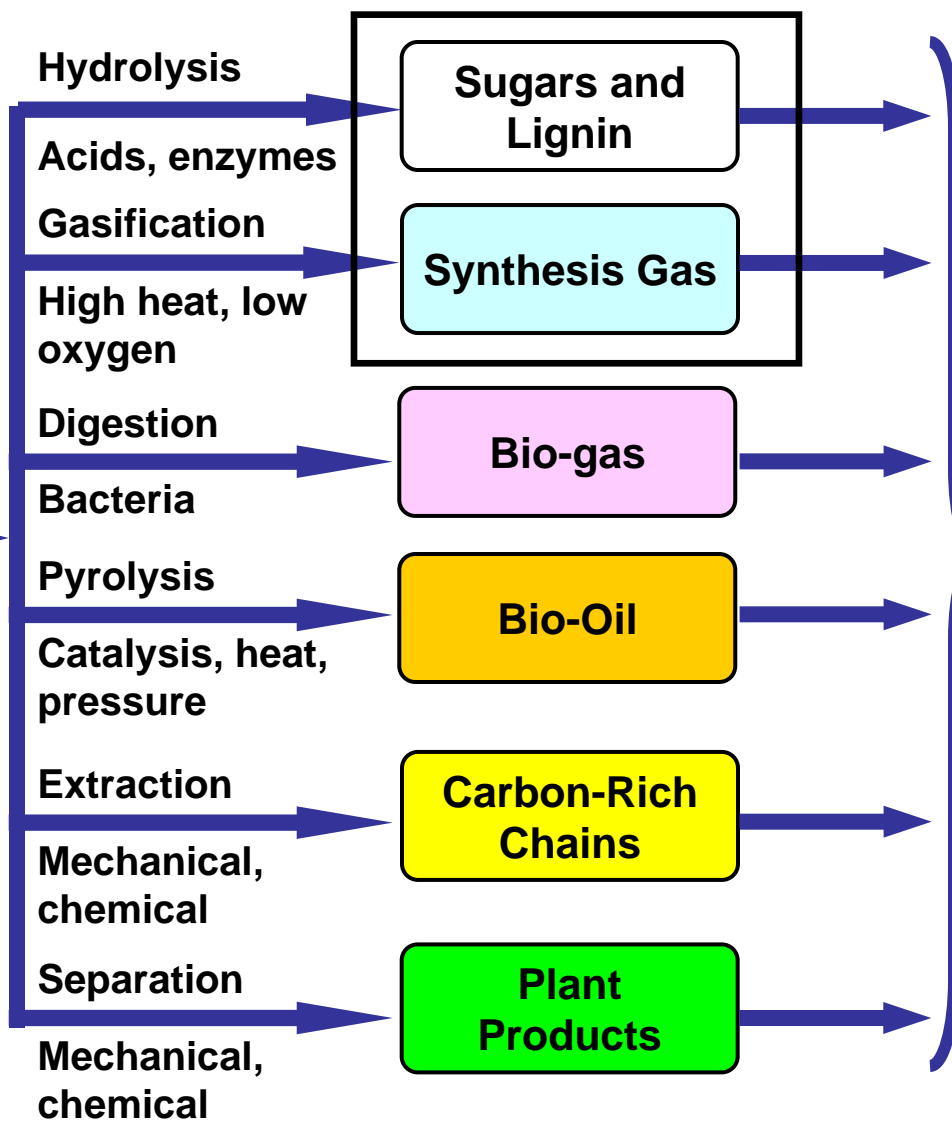 Hydrolysis
Sugars and
Lignin
Acids, enzymes
Gasification
Synthesis Gas
High heat, low
oxygen
Digestion
Bio-gas
Bacteria
Pyrolysis
Bio-Oil
Catalysis, heat,
pressure
Extraction
Carbon-Rich
Chains
Mechanical,
chemical
Separation
Plant
Products
Mechanical,
chemical